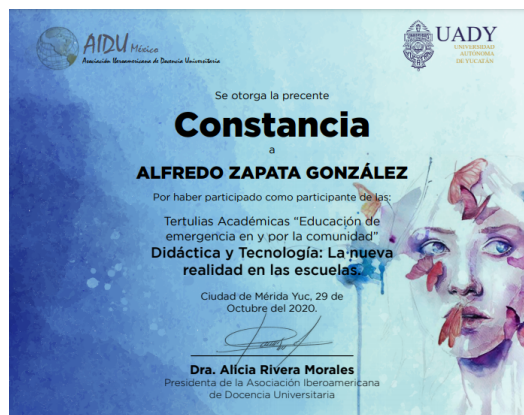 AIDU México
Asociación Iberoamericana de Docencia Universitaria
UADY
UNIVERSIDAD
AUTÓNOMA
DE YUCATÁN
Se otorga la precente
Constancia
a
ALFREDO ZAPATA GONZÁLEZ
Por haber participado como participante de las:
Tertulias Académicas “Educación de
emergencia en y por la comunidad”
Didáctica y Tecnología: La nueva
realidad en las escuelas.
Ciudad de Mérida Yuc, 29 de
Octubre del 2020.
Dra. Alícia Rivera Morales
Presidenta de la Asociación Iberoamericana
de Docencia Universitaria